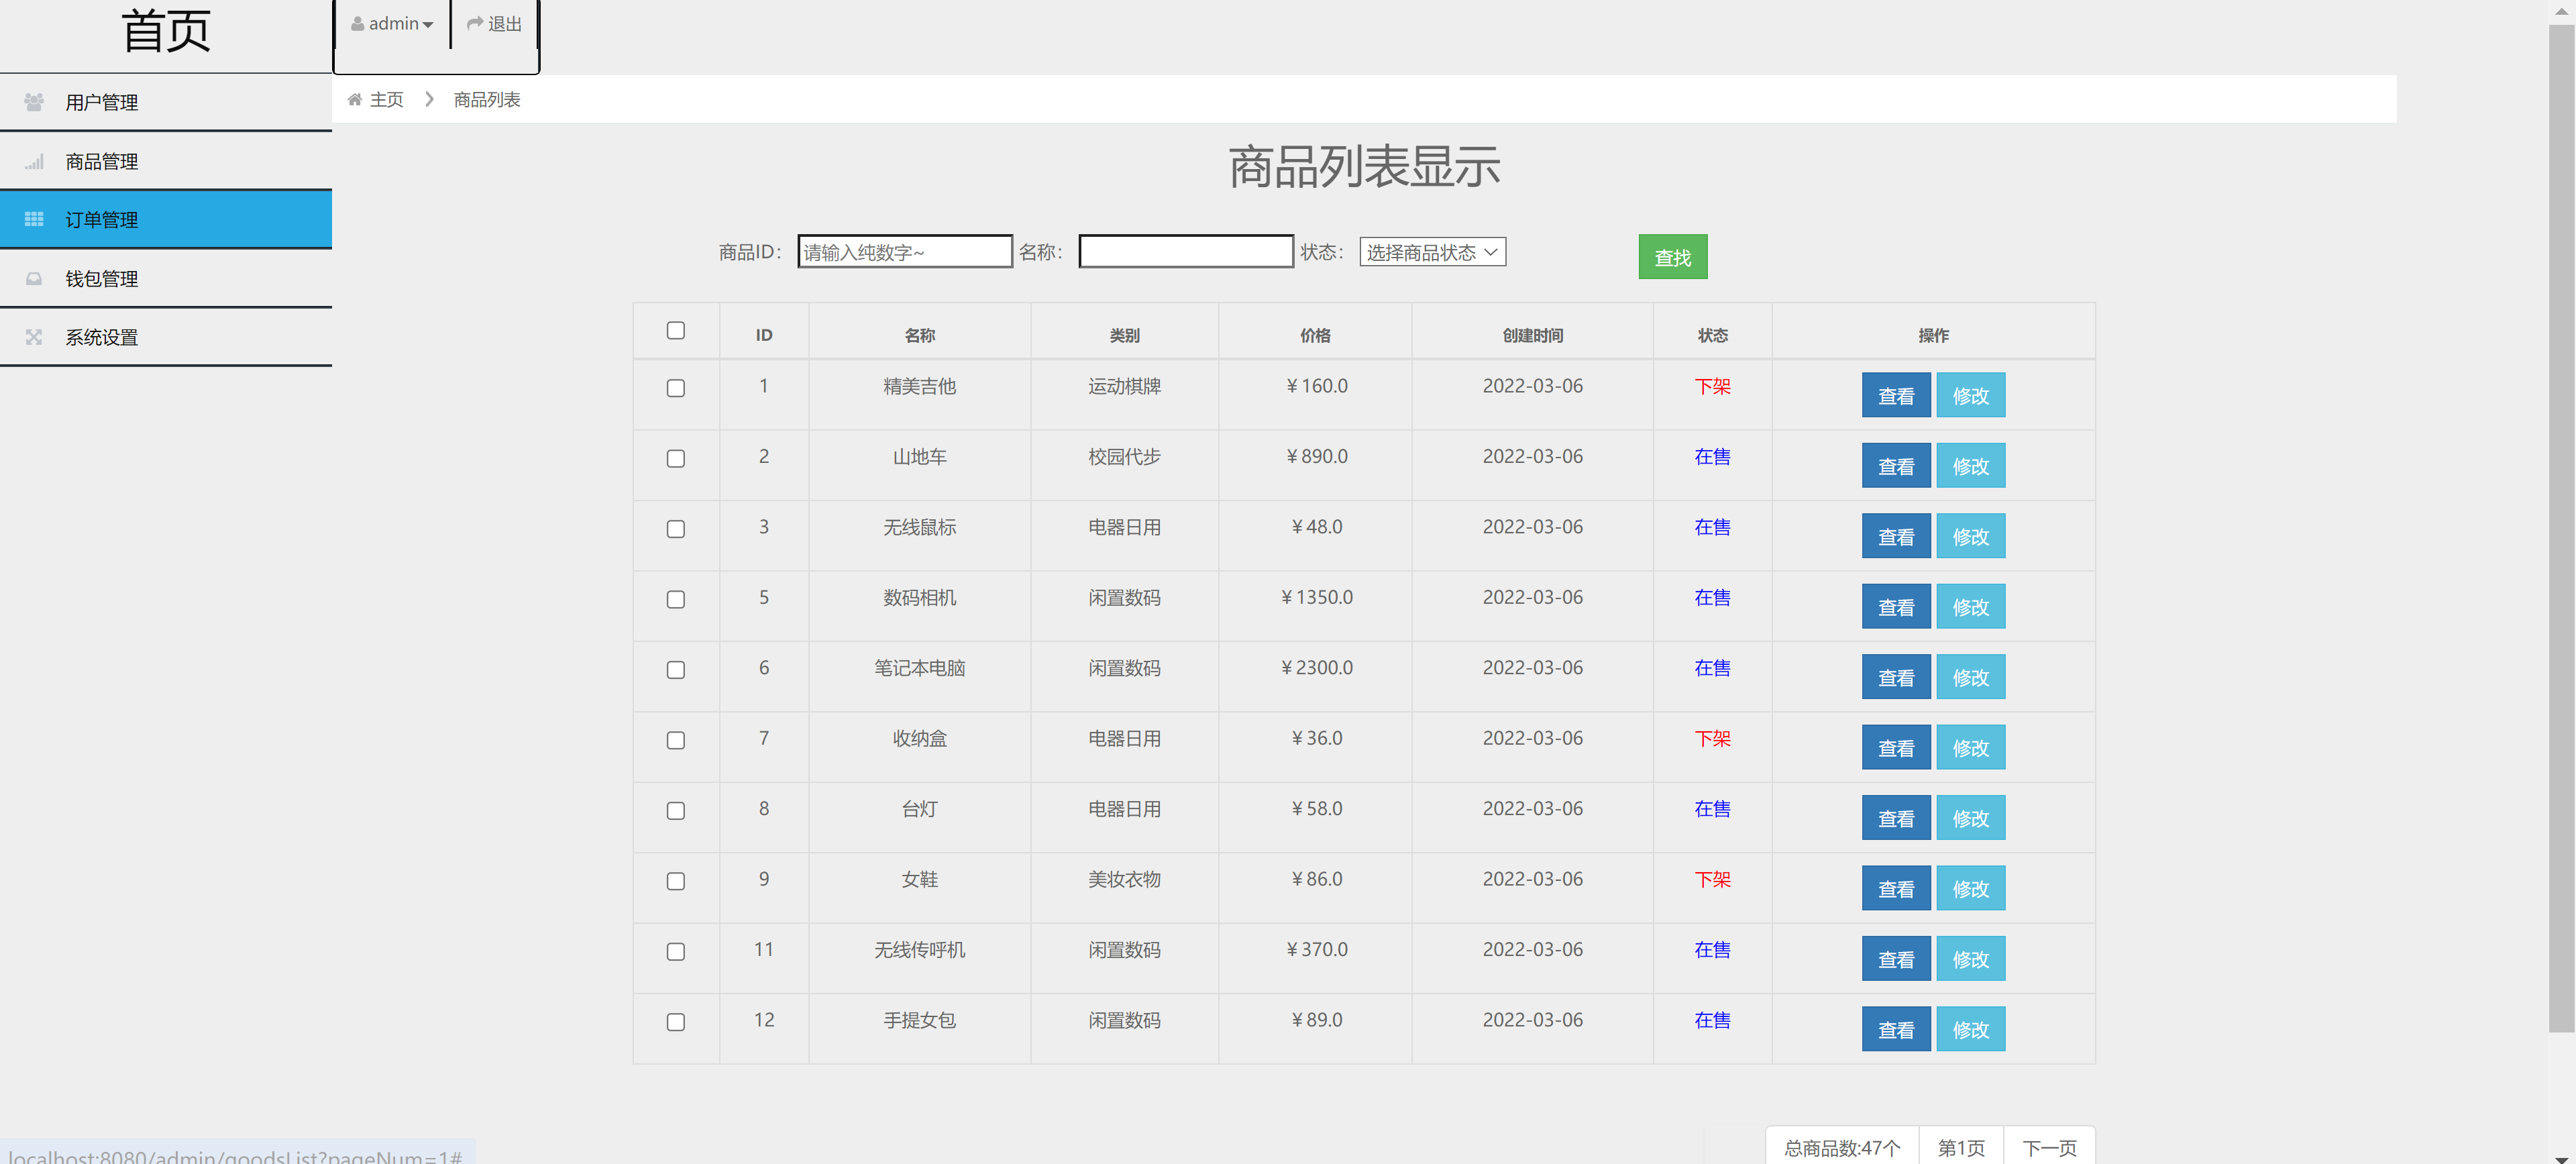 首页
admin 退出
用户管理
商品管理
订单管理
钱包管理
系统设置
主页 商品列表
商品列表显示
商品ID: 请输入纯数字~ 名称: 状态: 选择商品状态 查找
ID 名称 类别 价格 创建时间 状态 操作
1 精美吉他 运动棋牌 ¥160.0 2022-03-06 下架 查看 修改
2 山地车 校园代步 ¥890.0 2022-03-06 在售 查看 修改
3 无线鼠标 电器日用 ¥48.0 2022-03-06 在售 查看 修改
5 数码相机 闲置数码 ¥1350.0 2022-03-06 在售 查看 修改
6 笔记本电脑 闲置数码 ¥2300.0 2022-03-06 在售 查看 修改
7 收纳盒 电器日用 ¥36.0 2022-03-06 下架 查看 修改
8 台灯 电器日用 ¥58.0 2022-03-06 在售 查看 修改
9 女鞋 美妆衣物 ¥86.0 2022-03-06 下架 查看 修改
11 无线传呼机 闲置数码 ¥370.0 2022-03-06 在售 查看 修改
12 手提女包 闲置数码 ¥89.0 2022-03-06 在售 查看 修改
总商品数:47个 第1页 下一页
localhost:8080/admin/goodsList?pageNum=1#